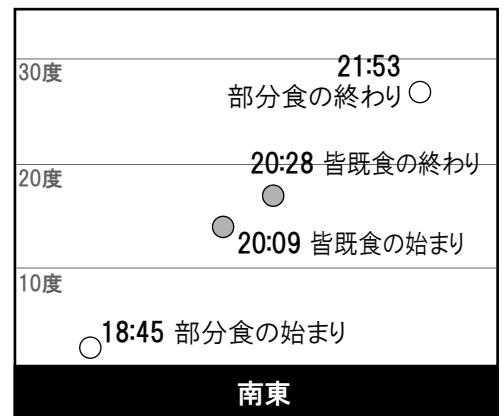 30度
21:53
部分食の終わり
20:28 皆既食の終わり
20度
20:09 皆既食の始まり
10度
18:45 部分食の始まり
南東